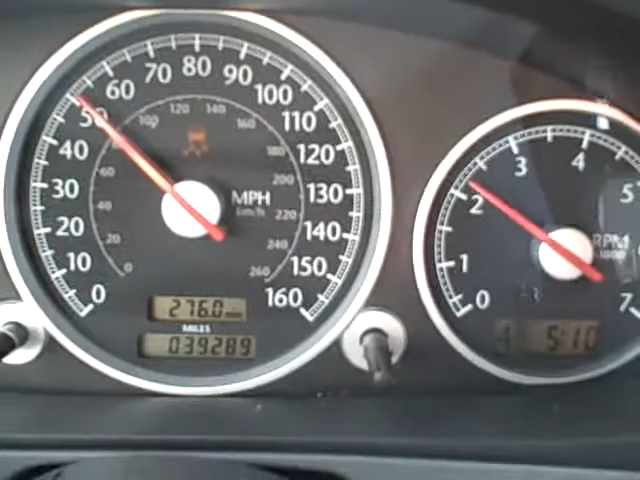 0 10 20 30 40 50 60 70 80 90 100 110 120 130 140 150 160
0 20 40 60 100 120 140 160 180 200 220 240 260
MPH
km/h
276.0
MILES
039289
0 1 2 3 4 5 7
RPM
4 5:10